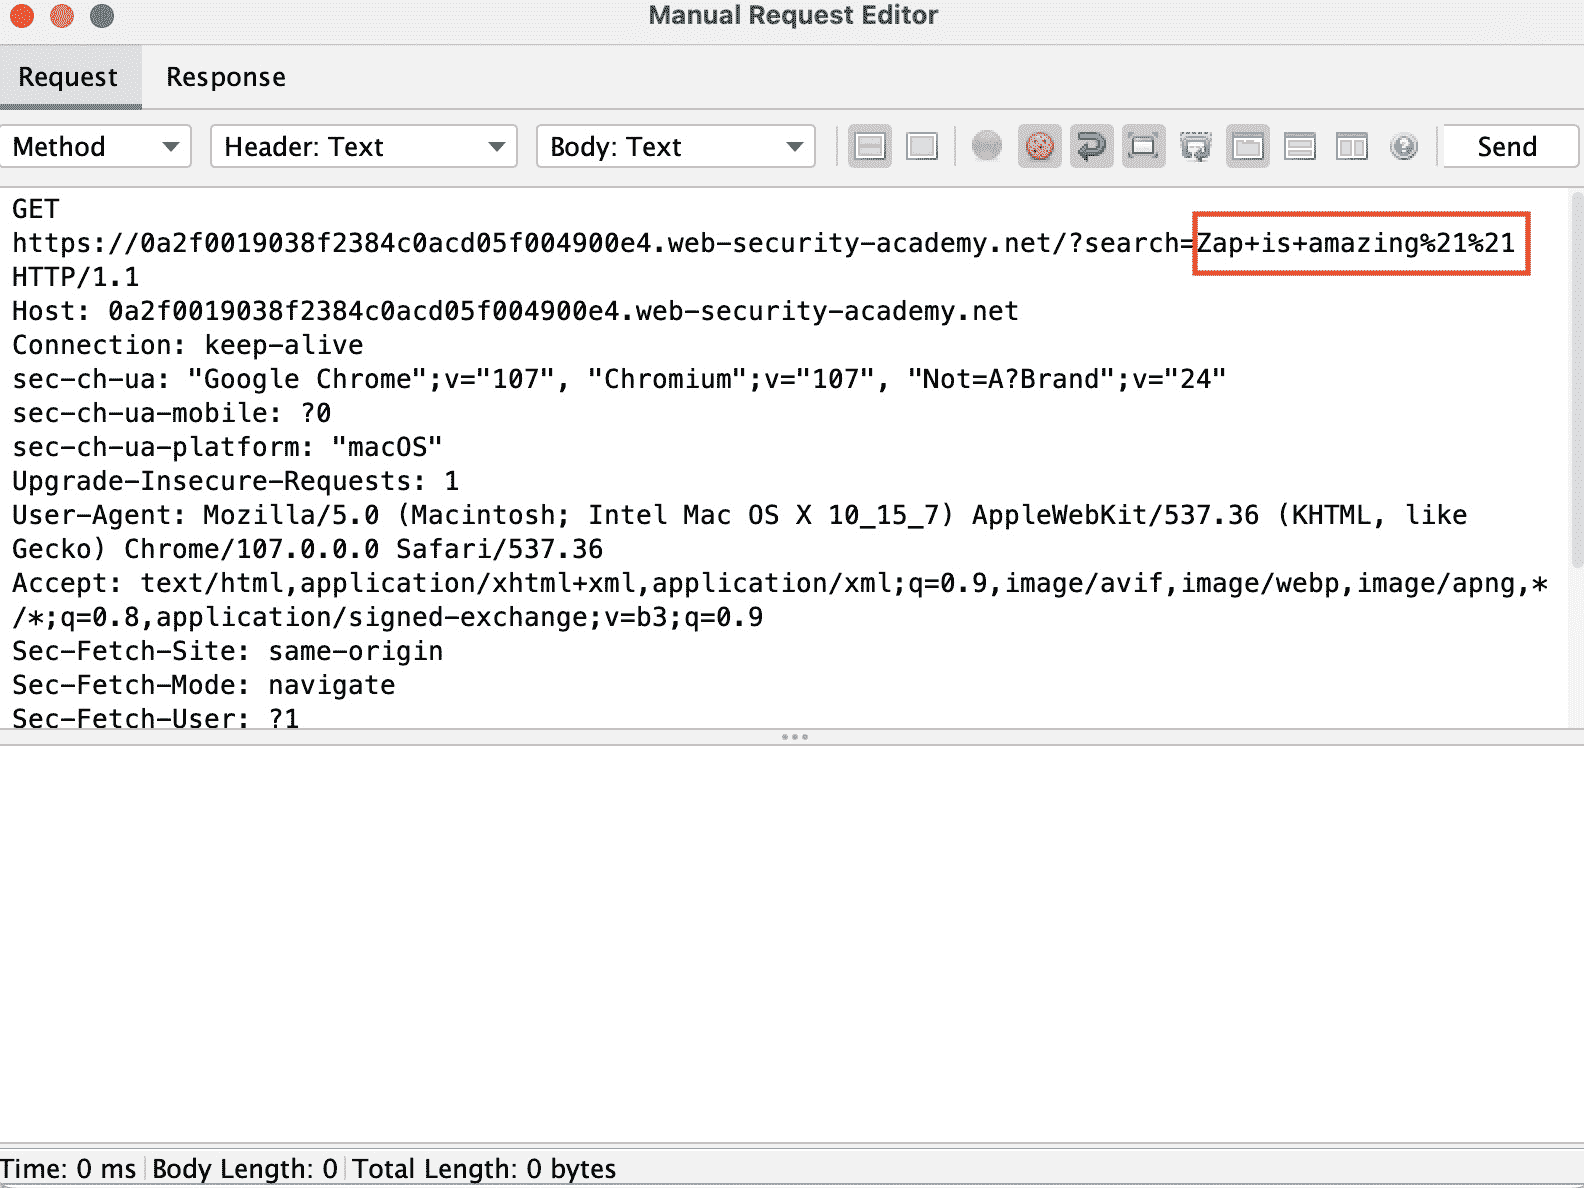 Manual Request Editor
Request Response
Method Header: Text Body: Text Send
GET
https://0a2f0019038f2384c0acd05f004900e4.web-security-academy.net/?search=Zap+is+amazing%21%21
HTTP/1.1
Host: 0a2f0019038f2384c0acd05f004900e4.web-security-academy.net
Connection: keep-alive
sec-ch-ua: "Google Chrome";v="107", "Chromium";v="107", "Not=A?Brand";v="24"
sec-ch-ua-mobile: ?0
sec-ch-ua-platform: "macOS"
Upgrade-Insecure-Requests: 1
User-Agent: Mozilla/5.0 (Macintosh; Intel Mac OS X 10_15_7) AppleWebKit/537.36 (KHTML, like
Gecko) Chrome/107.0.0.0 Safari/537.36
Accept: text/html,application/xhtml+xml,application/xml;q=0.9,image/avif,image/webp,image/apng,*
/*;q=0.8,application/signed-exchange;v=b3;q=0.9
Sec-Fetch-Site: same-origin
Sec-Fetch-Mode: navigate
Sec-Fetch-User: ?1
Time: 0 ms Body Length: 0 Total Length: 0 bytes